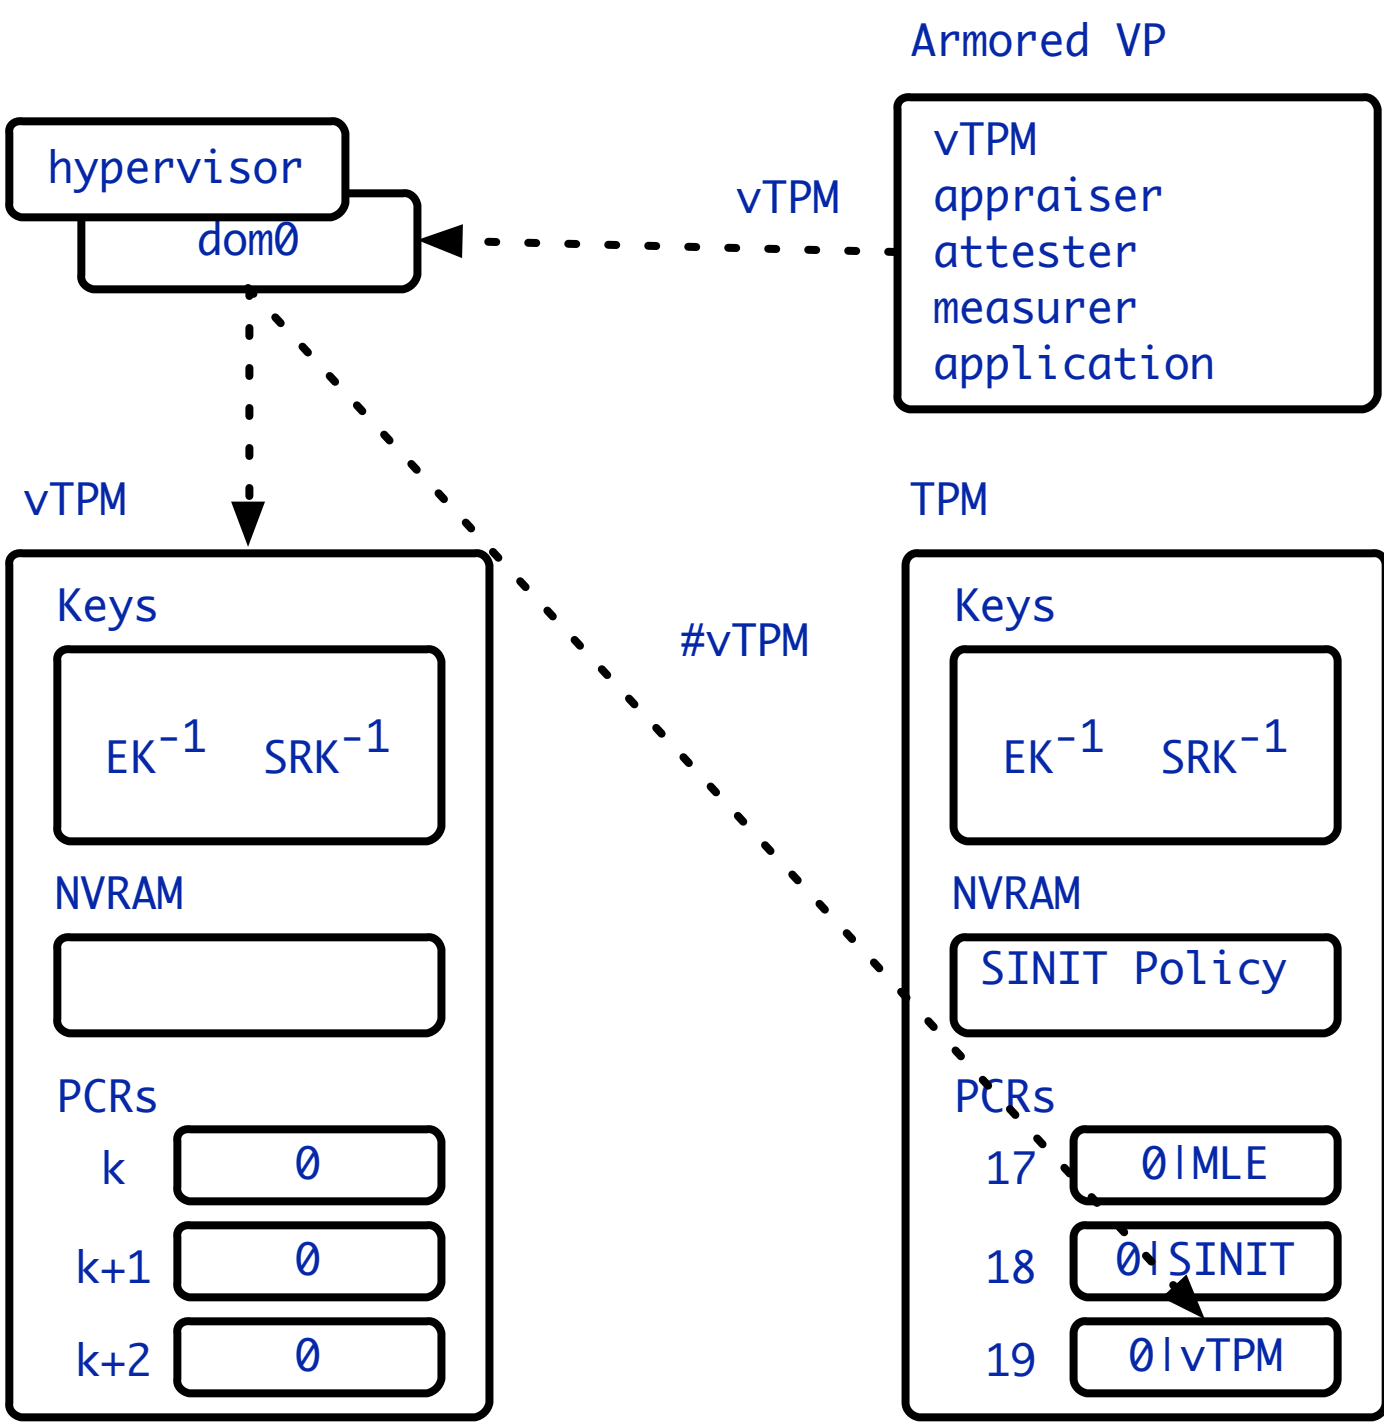 Armored VP
hypervisor
dom0
vTPM
vTPM
appraiser
attester
measurer
application
vTPM
Keys
EK-1 SRK-1
NVRAM
PCRs
k 0
k+1 0
k+2 0
#vTPM
TPM
Keys
EK-1 SRK-1
NVRAM
SINIT Policy
PCRs
17 0|MLE
18 0|SINIT
19 0|vTPM